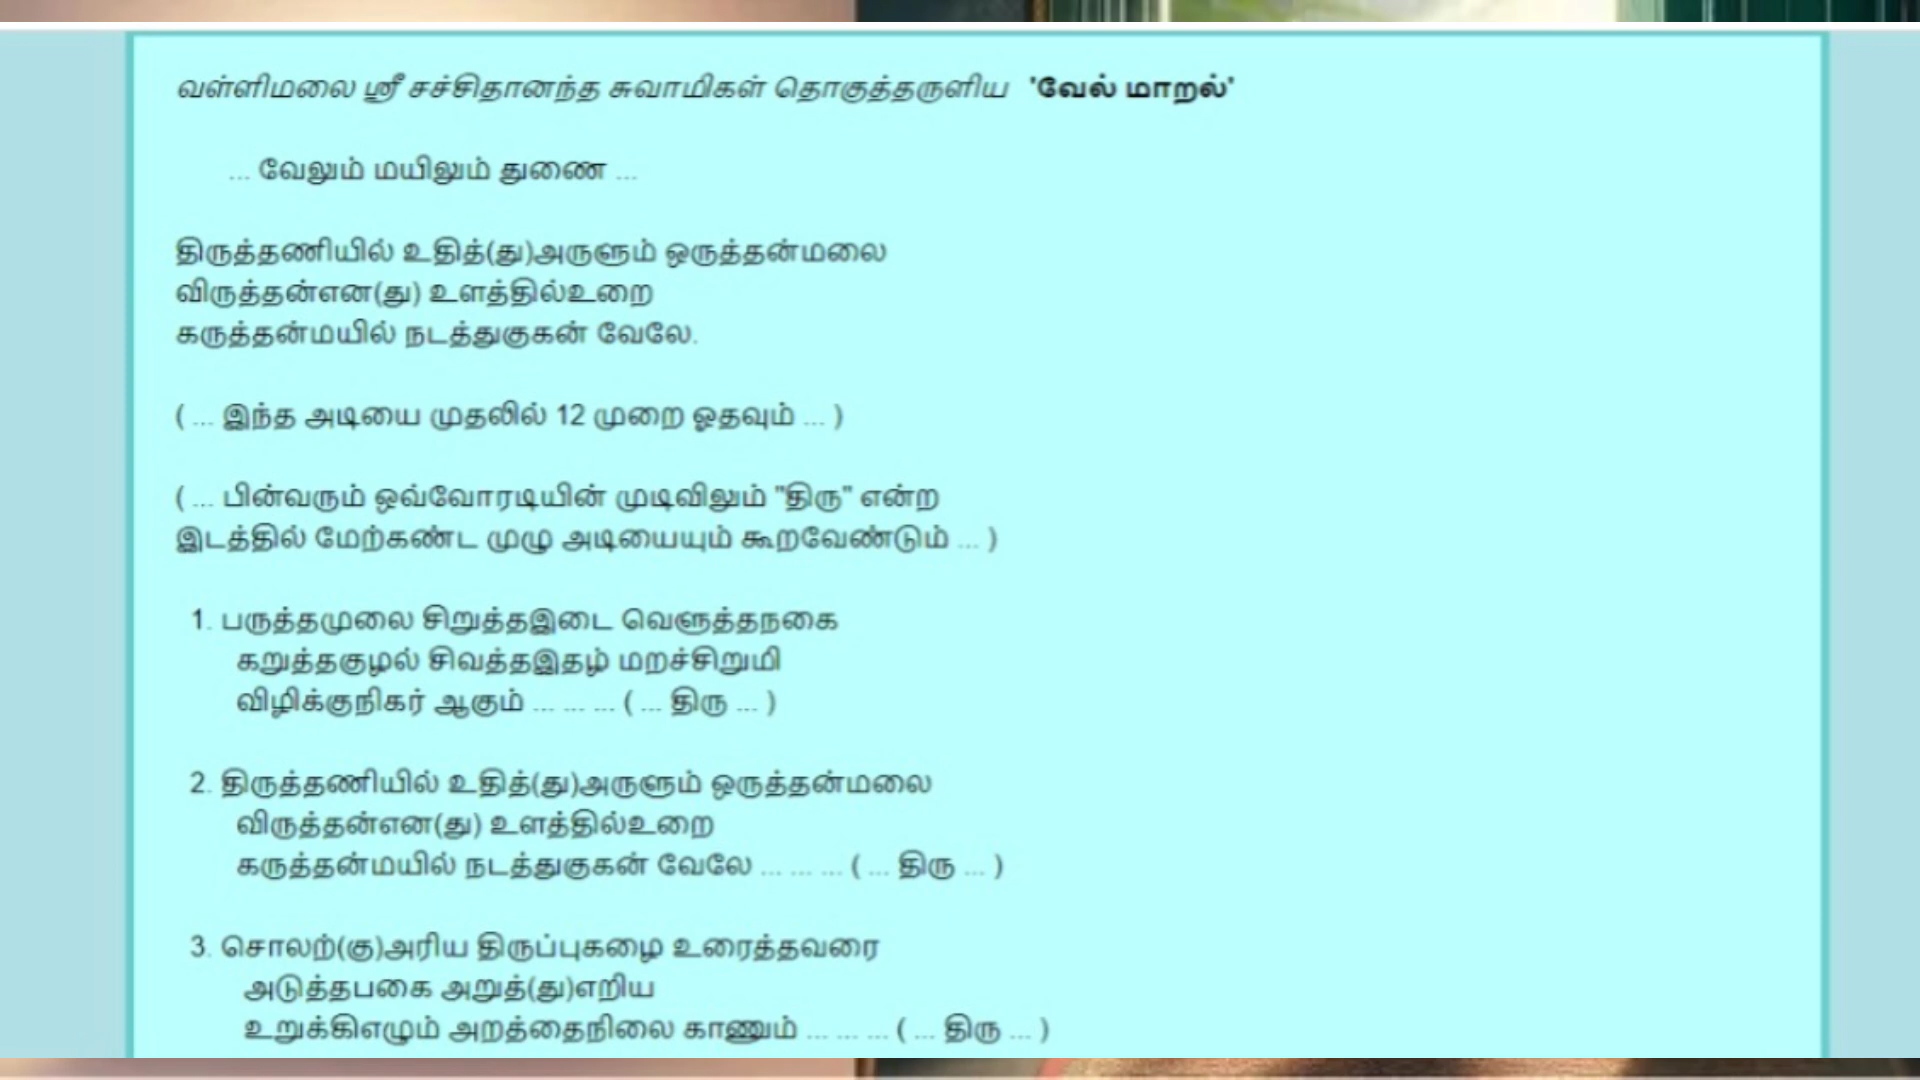 வள்ளிமலை ஸ்ரீ சச்சிதானந்த சுவாமிகள் தொகுத்தருளிய 'வேல் மாறல்'
... வேலும் மயிலும் துணை ...
திருத்தணியில் உதித்(து)அருளும் ஒருத்தன்மலை
விருத்தன்என(து) உளத்தில்உறை
கருத்தன்மயில் நடத்துகுகன் வேலே.
( ... இந்த அடியை முதலில் 12 முறை ஓதவும் ... )
( ... பின்வரும் ஒவ்வோரடியின் முடிவிலும் "திரு" என்ற
இடத்தில் மேற்கண்ட முழு அடியையும் கூறவேண்டும் ... )
1. பருத்தமுலை சிறுத்தஇடை வெளுத்தநகை
கறுத்தகுழல் சிவத்தஇதழ் மறச்சிறுமி
விழிக்குநிகர் ஆகும் ... ... ... ( ... திரு ... )
2. திருத்தணியில் உதித்(து)அருளும் ஒருத்தன்மலை
விருத்தன்என(து) உளத்தில்உறை
கருத்தன்மயில் நடத்துகுகன் வேலே ... ... ... ( ... திரு ... )
3. சொலற்(கு)அரிய திருப்புகழை உரைத்தவரை
அடுத்தபகை அறுத்(து)எறிய
உறுக்கிஎழும் அறத்தைநிலை காணும் ... ... ... ( ... திரு ... )